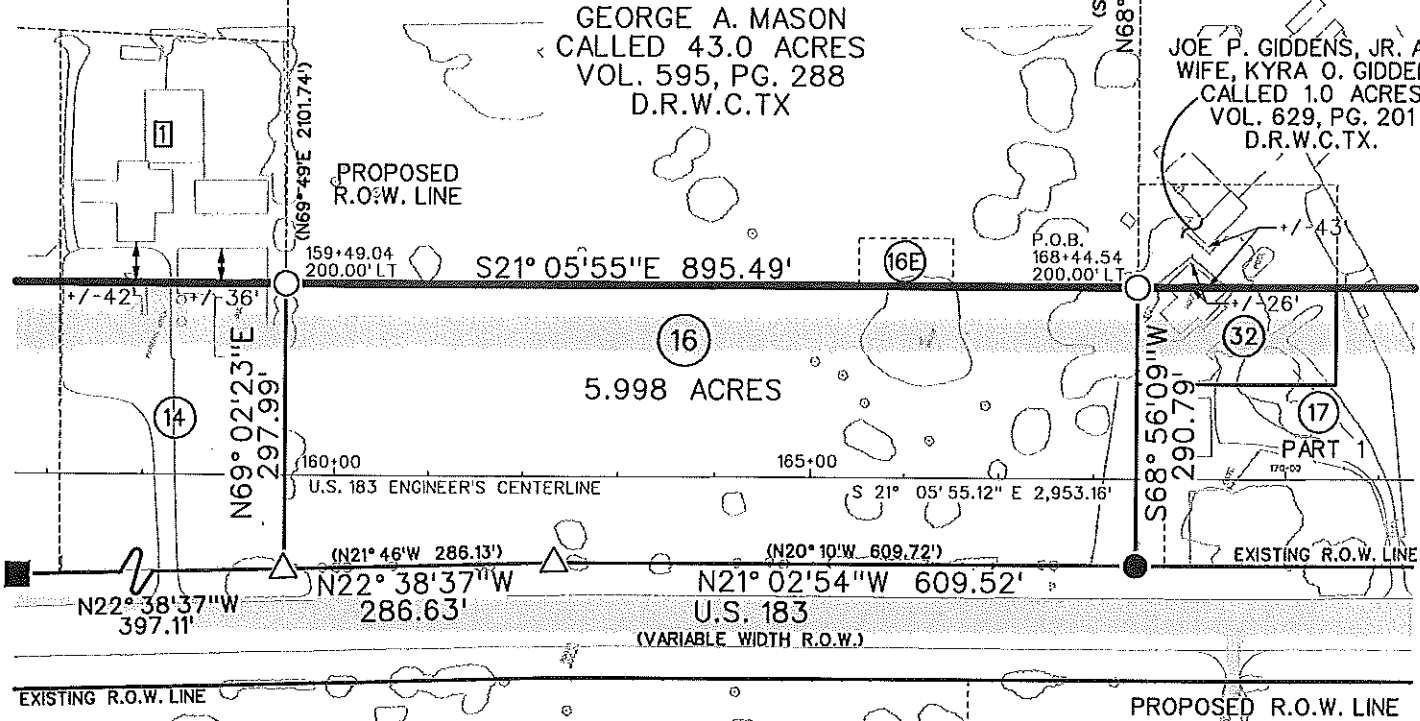 GEORGE A. MASON
CALLED 43.0 ACRES
VOL. 595, PG. 288
D.R.W.C.TX
N68°
JOE P. GIDDENS, JR. A
WIFE, KYRA O. GIDDE
CALLED 1.0 ACRES
VOL. 629, PG. 201
D.R.W.C.TX.
1
(N69°49'E 2101.74')
PROPOSED
R.O.W. LINE
159+49.04
200.00' LT
S21°05'55"E 895.49'
16E
P.O.B.
168+44.54
200.00' LT
+/-43'
+/-42'
+/-36'
+/-26'
16
5.998 ACRES
32
14
N69°02'23"E
297.99'
S68°56'09"W
290.79'
17
PART 1
160+00
165+00
170+00
U.S. 183 ENGINEER'S CENTERLINE
S 21° 05' 55.12" E 2,953.16'
(N21°46'W 286.13')
(N20°10'W 609.72')
EXISTING R.O.W. LINE
N22°38'37"W
397.11'
N22°38'37"W
286.63'
N21°02'54"W 609.52'
U.S. 183
(VARIABLE WIDTH R.O.W.)
EXISTING R.O.W. LINE
PROPOSED R.O.W. LINE